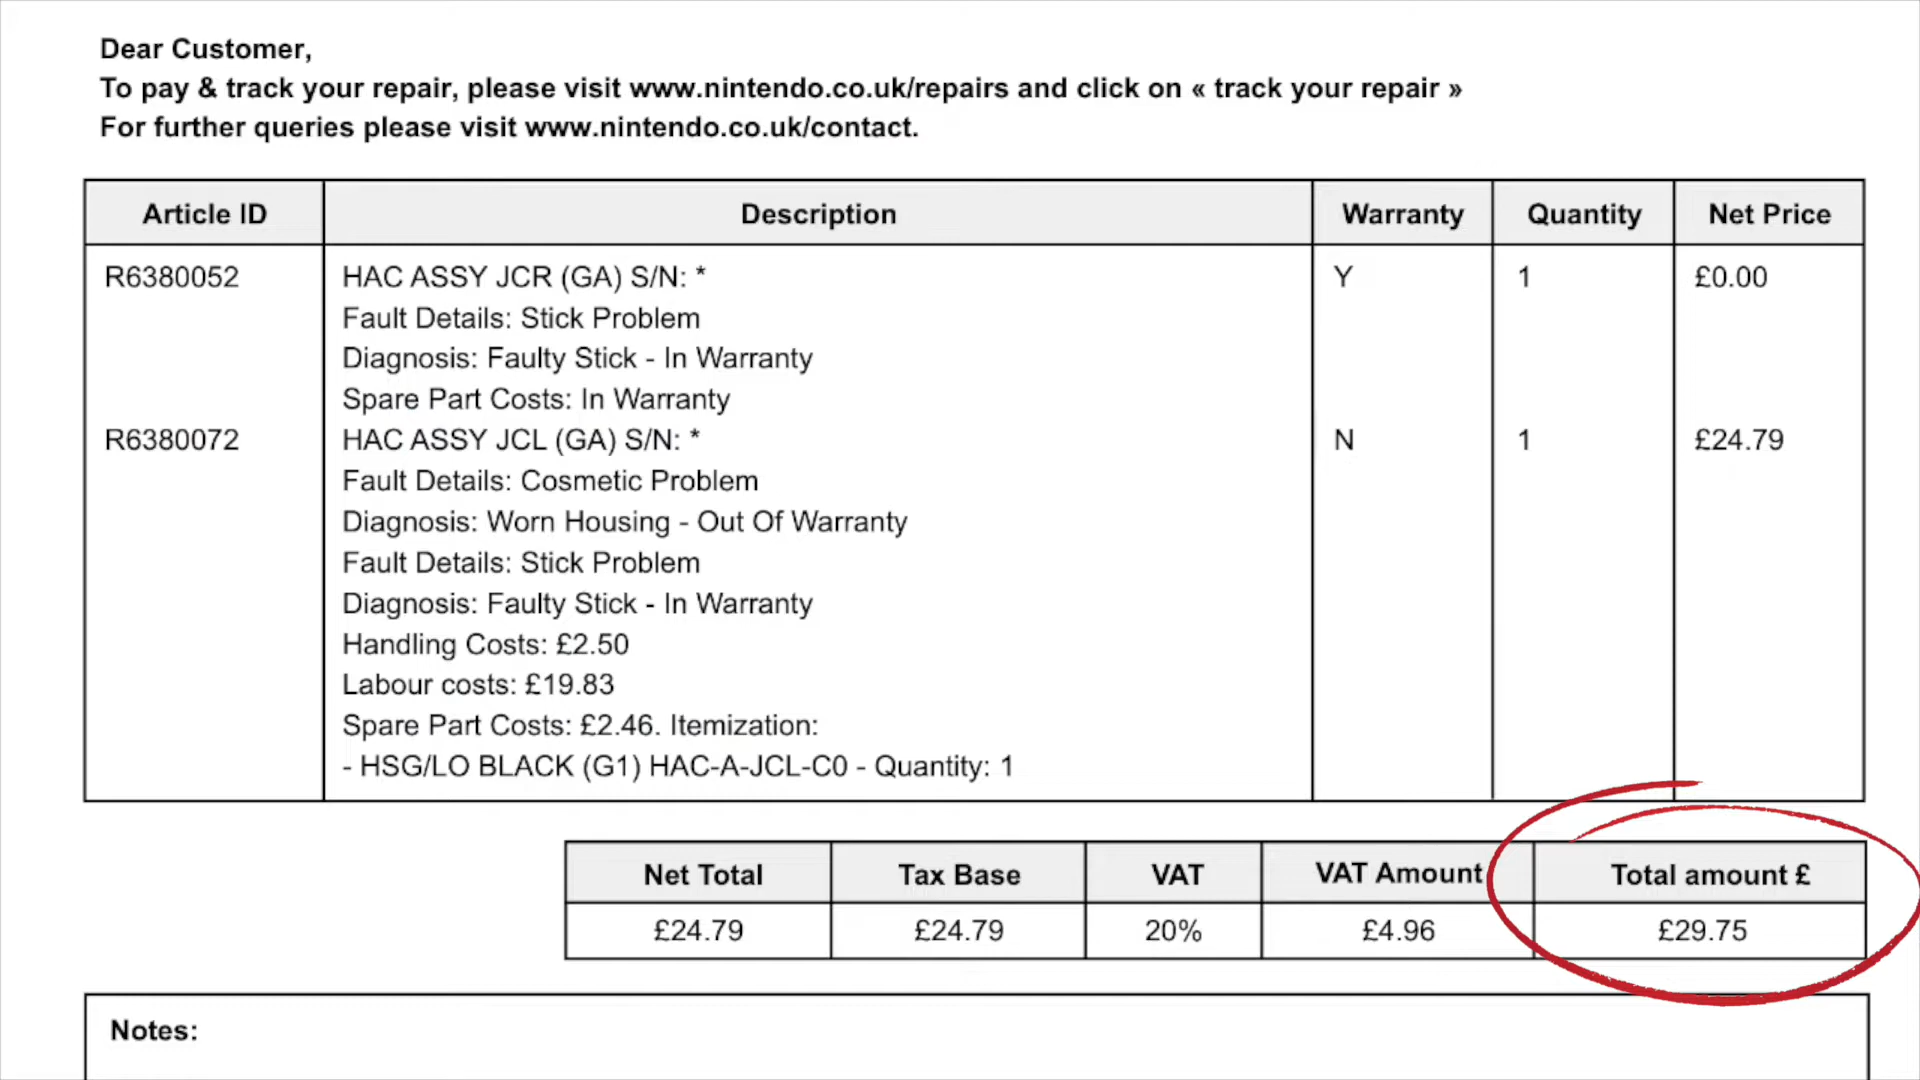 Dear Customer,
To pay & track your repair, please visit www.nintendo.co.uk/repairs and click on « track your repair »
For further queries please visit www.nintendo.co.uk/contact.
Article ID Description Warranty Quantity Net Price
R6380052 HAC ASSY JCR (GA) S/N: * Y 1 £0.00
Fault Details: Stick Problem
Diagnosis: Faulty Stick - In Warranty
Spare Part Costs: In Warranty
R6380072 HAC ASSY JCL (GA) S/N: * N 1 £24.79
Fault Details: Cosmetic Problem
Diagnosis: Worn Housing - Out Of Warranty
Fault Details: Stick Problem
Diagnosis: Faulty Stick - In Warranty
Handling Costs: £2.50
Labour costs: £19.83
Spare Part Costs: £2.46. Itemization:
- HSG/LO BLACK (G1) HAC-A-JCL-C0 - Quantity: 1
Net Total Tax Base VAT VAT Amount Total amount £
£24.79 £24.79 20% £4.96 £29.75
Notes: